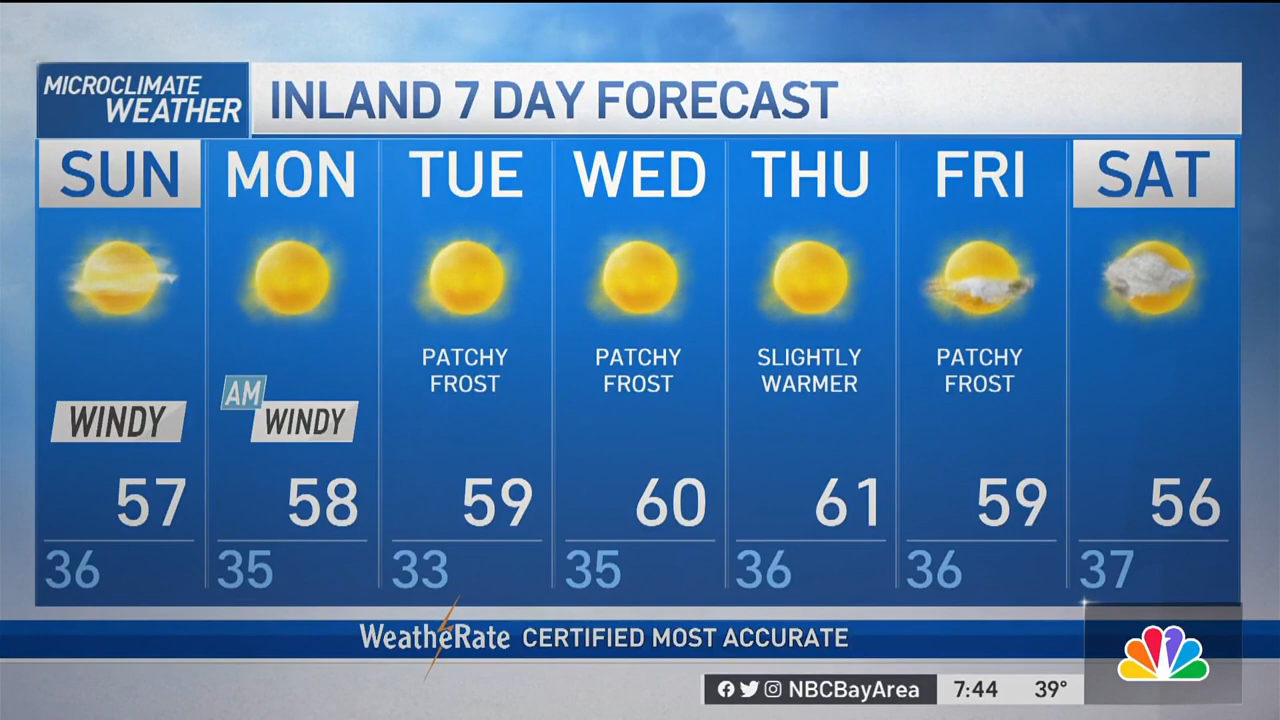 MICROCLIMATE
WEATHER
INLAND 7 DAY FORECAST
SUN MON TUE WED THU FRI SAT
PATCHY FROST
PATCHY FROST
SLIGHTLY WARMER
PATCHY FROST
WINDY
AM
WINDY
57 58 59 60 61 59 56
36 35 33 35 36 36 37
WeatheRate CERTIFIED MOST ACCURATE
NBCBayArea 7:44 39°